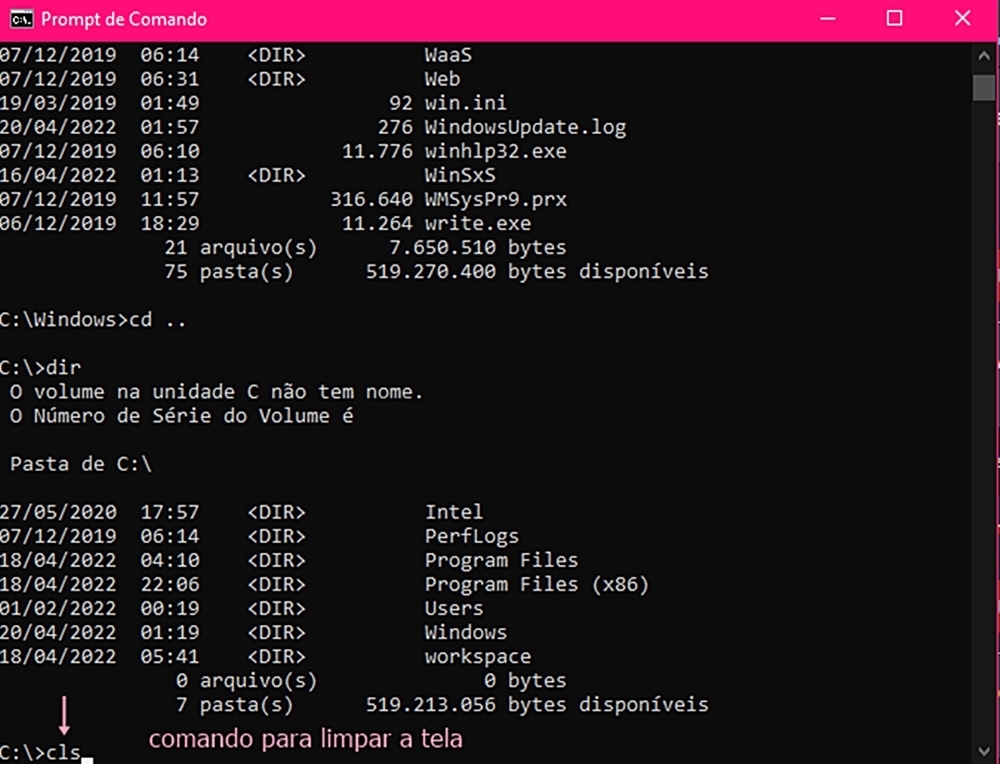 C:\. Prompt de Comando
07/12/2019  06:14    <DIR>          WaaS
07/12/2019  06:31    <DIR>          Web
19/03/2019  01:49                92 win.ini
20/04/2022  01:57               276 WindowsUpdate.log
07/12/2019  06:10            11.776 winhlp32.exe
16/04/2022  01:13    <DIR>          WinSxS
07/12/2019  11:57           316.640 WMSysPr9.prx
06/12/2019  18:29            11.264 write.exe
              21 arquivo(s)      7.650.510 bytes
              75 pasta(s)      519.270.400 bytes disponíveis
C:\Windows>cd ..
C:\>dir
 O volume na unidade C não tem nome.
 O Número de Série do Volume é
 Pasta de C:\
27/05/2020  17:57    <DIR>          Intel
07/12/2019  06:14    <DIR>          PerfLogs
18/04/2022  04:10    <DIR>          Program Files
18/04/2022  22:06    <DIR>          Program Files (x86)
01/02/2022  00:19    <DIR>          Users
20/04/2022  01:19    <DIR>          Windows
18/04/2022  05:41    <DIR>          workspace
               0 arquivo(s)              0 bytes
               7 pasta(s)      519.213.056 bytes disponíveis
comando para limpar a tela
C:\>cls